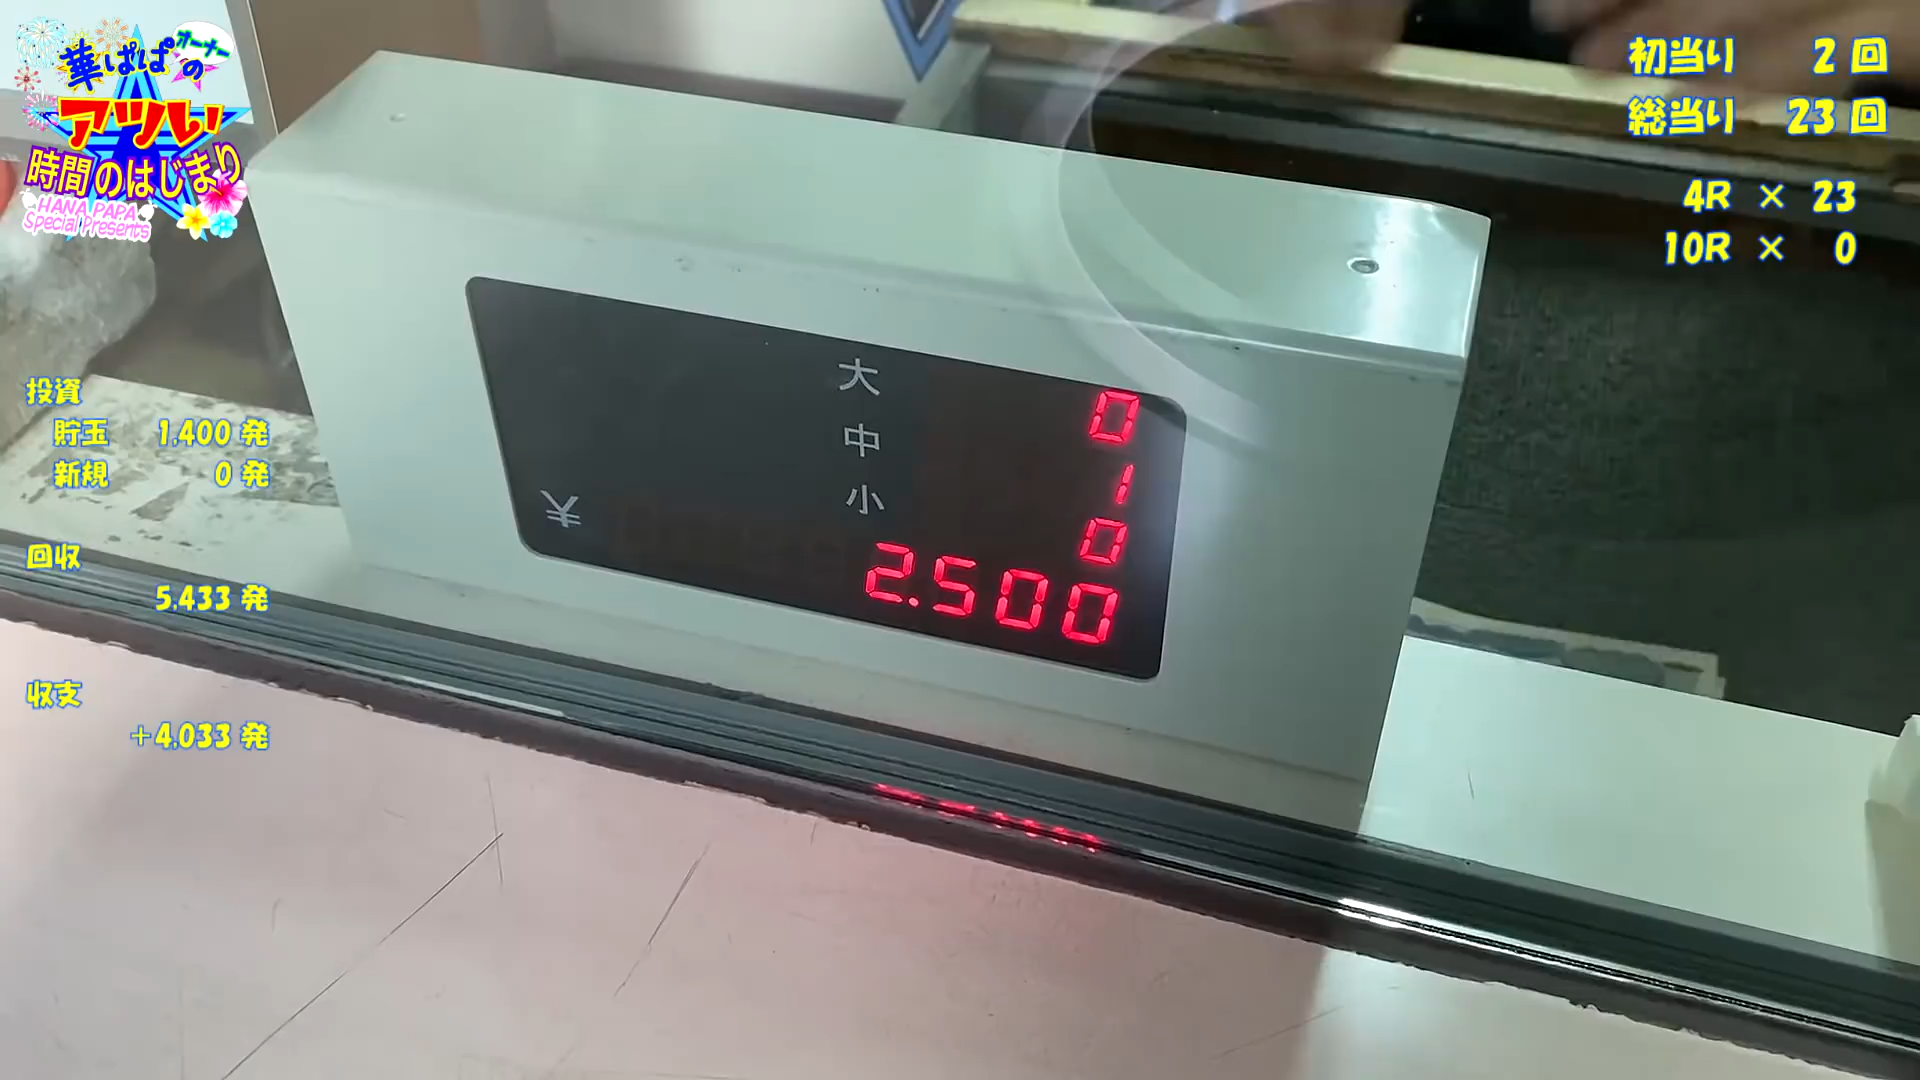 華ぱぱオーナーの
アツい
時間のはじまり
HANA PAPA
Special Presents
初当り 2 回
総当り 23 回
4R × 23
10R × 0
投資
貯玉 1,400 発
新規 0 発
回収
5,433 発
収支
+4,033 発
大 0
中 1
小 0
¥ 2.500